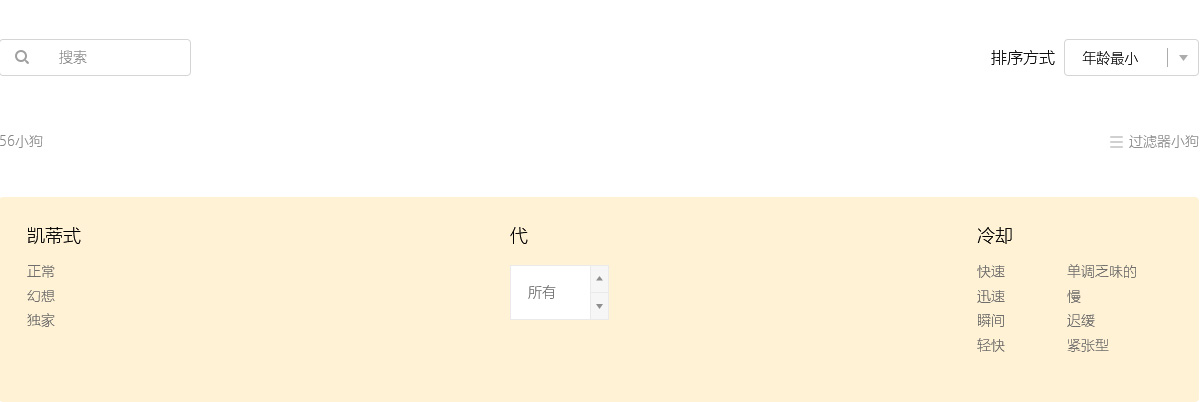 搜索
排序方式 年龄最小
56小狗
过滤器小狗
凯蒂式
正常
幻想
独家
代
所有
冷却
快速 单调乏味的
迅速 慢
瞬间 迟缓
轻快 紧张型